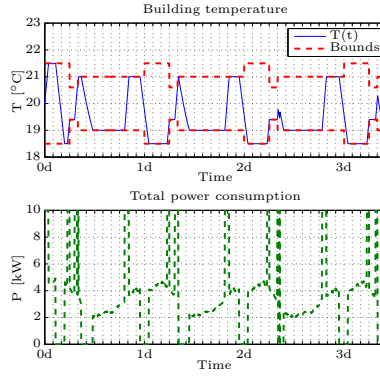 Building temperature
23
22
21
20
19
18
T [°C]
T(t)
Bounds
0d
1d
2d
3d
Time
Total power consumption
10
8
6
4
2
0
P [kW]
0d
1d
2d
3d
Time